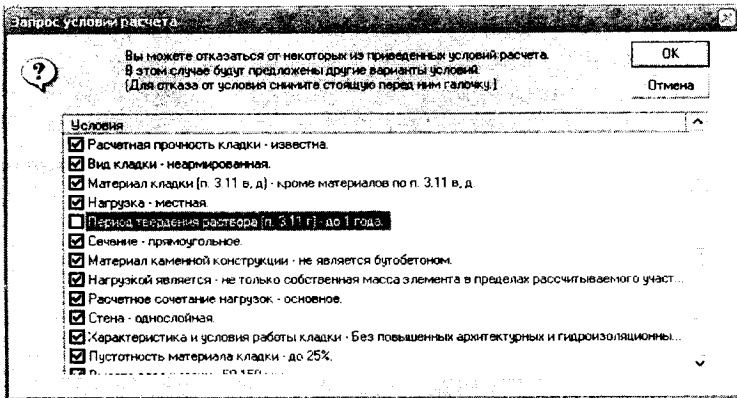 Запрос условий расчета
Вы можете отказаться от некоторых из приведенных условий расчета.
В этом случае будут предложены другие варианты условий.
(Для отказа от условия снимите стоящую перед ним галочку.)
OK
Отмена
Условия
Расчетная прочность кладки - известна.
Вид кладки - неармированная.
Материал кладки (п. 3.11 в, д) - кроме материалов по п. 3.11 в, д.
Нагрузка - местная.
Период твердения раствора (п. 3.11 г) - до 1 года.
Сечение - прямоугольное.
Материал каменной конструкции - не является бутобетоном.
Нагрузкой является - не только собственная масса элемента в пределах рассчитываемого участ...
Расчетное сочетание нагрузок - основное.
Стена - однослойная.
Характеристика и условия работы кладки - Без повышенных архитектурных и гидроизоляционны...
Пустотность материала кладки - до 25%.